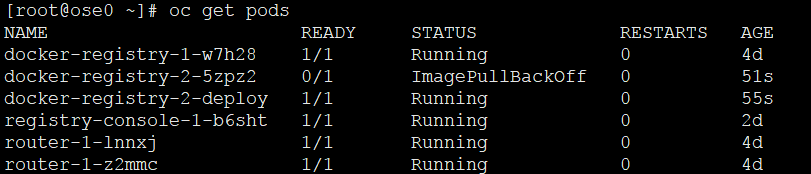 [root@ose0 ~]# oc get pods
NAME READY STATUS RESTARTS AGE
docker-registry-1-w7h28 1/1 Running 0 4d
docker-registry-2-5zpz2 0/1 ImagePullBackOff 0 51s
docker-registry-2-deploy 1/1 Running 0 55s
registry-console-1-b6sht 1/1 Running 0 2d
router-1-lnnxj 1/1 Running 0 4d
router-1-z2mmc 1/1 Running 0 4d